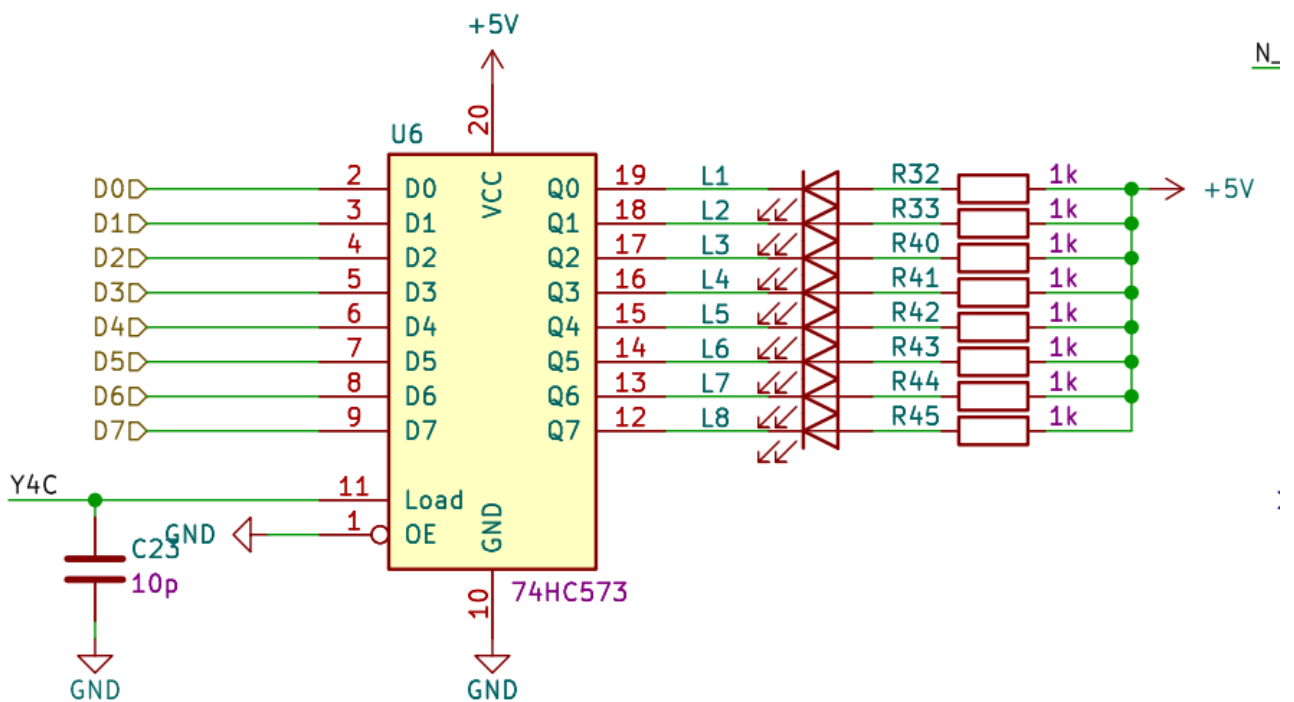 +5V
N_
U6
20
VCC
D0 2 D0 Q0 19 L1 R32 1k +5V
D1 3 D1 Q1 18 L2 R33 1k
D2 4 D2 Q2 17 L3 R40 1k
D3 5 D3 Q3 16 L4 R41 1k
D4 6 D4 Q4 15 L5 R42 1k
D5 7 D5 Q5 14 L6 R43 1k
D6 8 D6 Q6 13 L7 R44 1k
D7 9 D7 Q7 12 L8 R45 1k
Y4C 11 Load
GND 1 OE GND
C23
10p
10 74HC573
GND GND